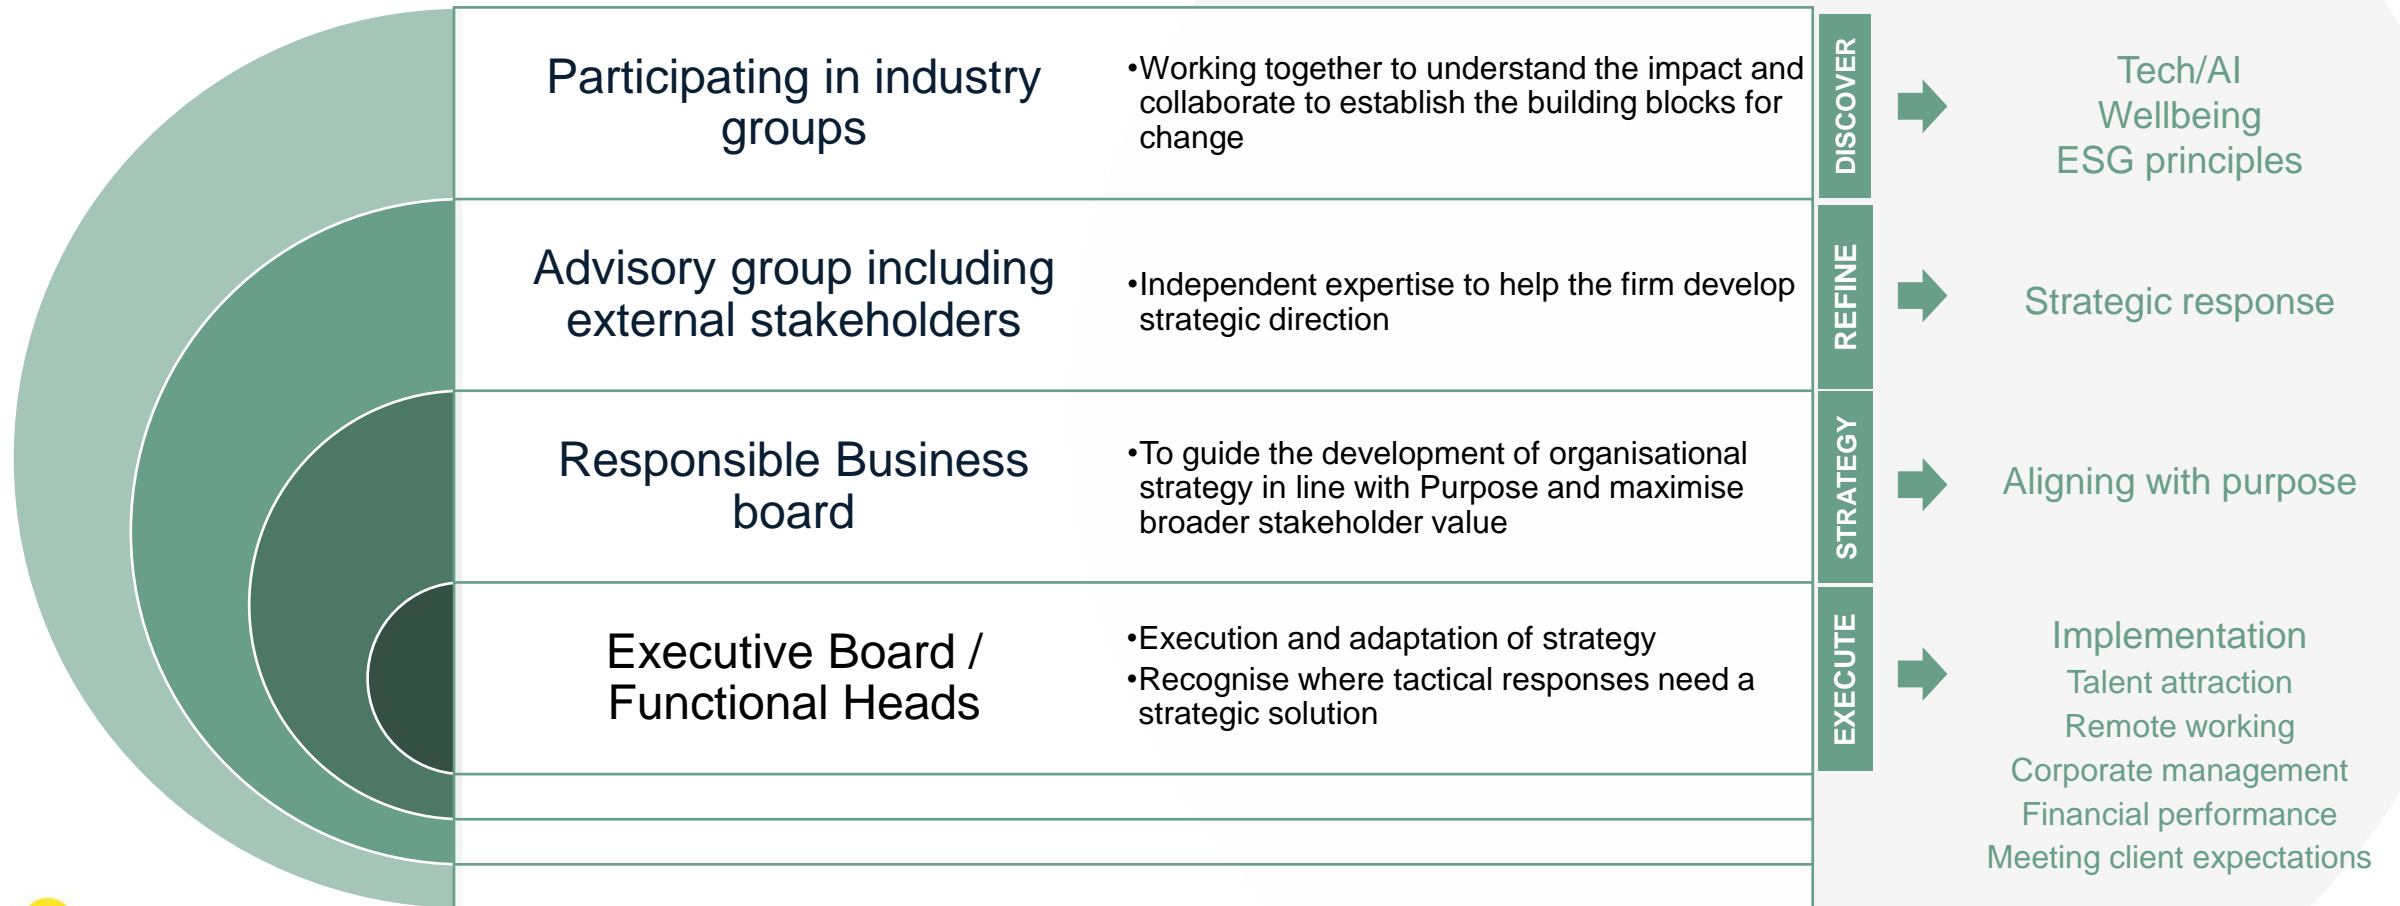 Participating in industry
groups
•Working together to understand the impact and
collaborate to establish the building blocks for
change
DISCOVER
Tech/AI
Wellbeing
ESG principles
Advisory group including
external stakeholders
•Independent expertise to help the firm develop
strategic direction
REFINE
Strategic response
Responsible Business
board
•To guide the development of organisational
strategy in line with Purpose and maximise
broader stakeholder value
STRATEGY
Aligning with purpose
Executive Board /
Functional Heads
•Execution and adaptation of strategy
•Recognise where tactical responses need a
strategic solution
EXECUTE
Implementation
Talent attraction
Remote working
Corporate management
Financial performance
Meeting client expectations